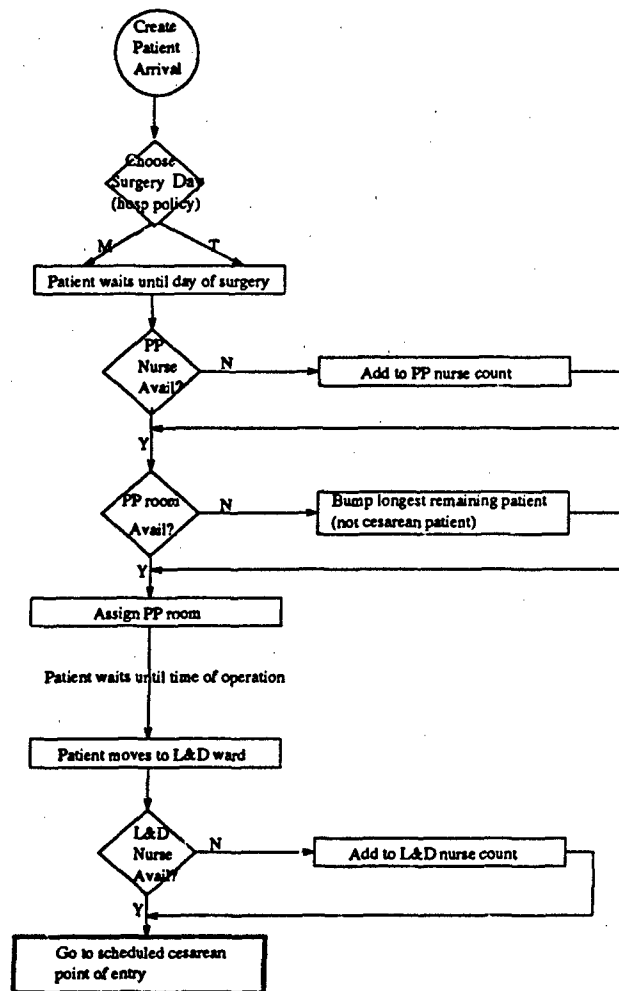 Create
Patient
Arrival
Choose
Surgery Day
(hosp policy)
M
T
Patient waits until day of surgery
PP
Nurse
Avail?
N
Add to PP nurse count
Y
PP room
Avail?
N
Bump longest remaining patient
(not cesarean patient)
Y
Assign PP room
Patient waits until time of operation
Patient moves to L&D ward
L&D
Nurse
Avail?
N
Add to L&D nurse count
Y
Go to scheduled cesarean
point of entry